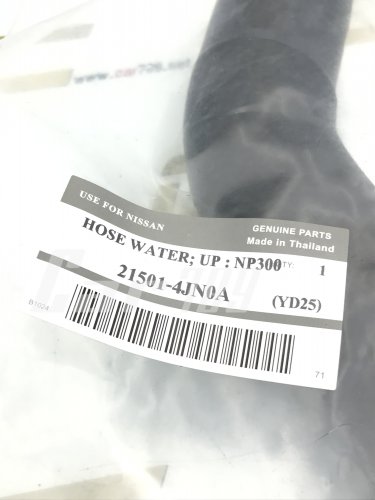 www.car708.net
USE FOR NISSAN
GENUINE PARTS
Made in Thailand
HOSE WATER; UP : NP300
TY: 1
21501-4JN0A
(YD25)
B1024
71